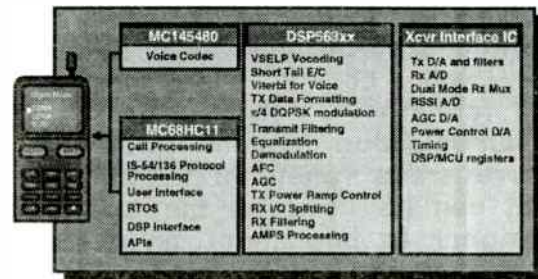 MC145480
Voice Codec
MC68HC11
Call Processing
IS-54/136 Protocol
Processing
User Interface
RTOS
DSP Interface
APIs
DSP563xx
VSELP Vocoding
Short Tail E/C
Viterbi for Voice
TX Data Formatting
π/4 DQPSK modulation
Transmit Filtering
Equalization
Demodulation
AFC
AGC
TX Power Ramp Control
RX I/Q Splitting
RX Filtering
AMPS Processing
Xcvr Interface IC
Tx D/A and filters
Rx A/D
Dual Mode Rx Mux
RSSI A/D
AGC D/A
Power Control D/A
Timing
DSP/MCU registers